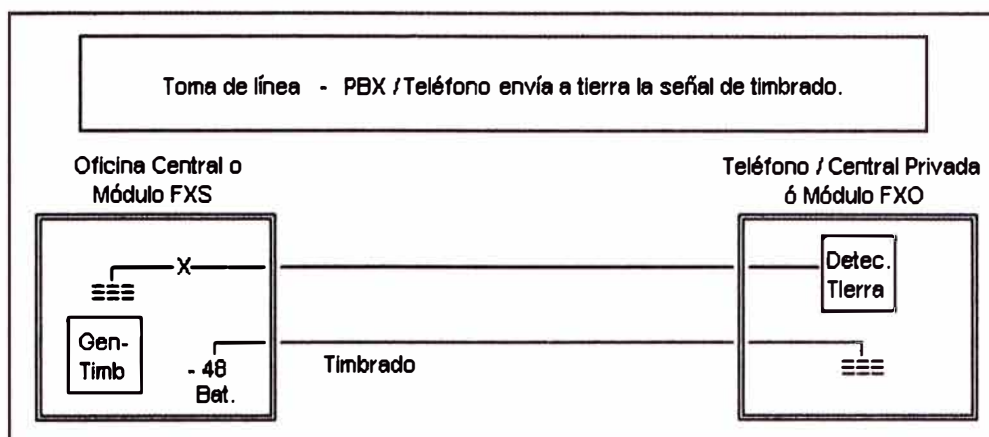 Toma de línea - PBX / Teléfono envía a tierra la señal de timbrado.
Oficina Central o
Módulo FXS
Teléfono / Central Privada
ó Módulo FXO
X
Detec.
Tierra
Gen-
Timb
- 48
Bat.
Timbrado